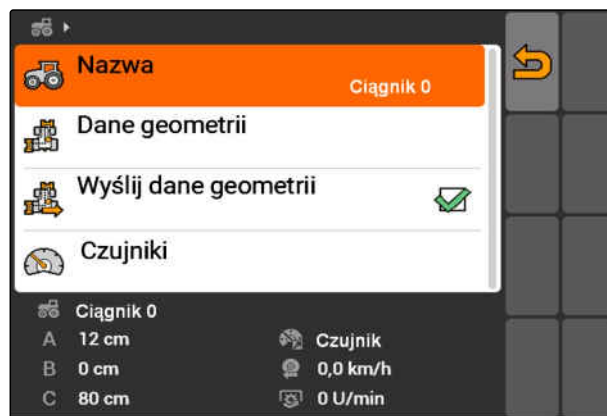 Nazwa
Ciągnik 0
Dane geometrii
Wyślij dane geometrii
Czujniki
Ciągnik 0
A 12 cm Czujnik
B 0 cm 0,0 km/h
C 80 cm 0 U/min